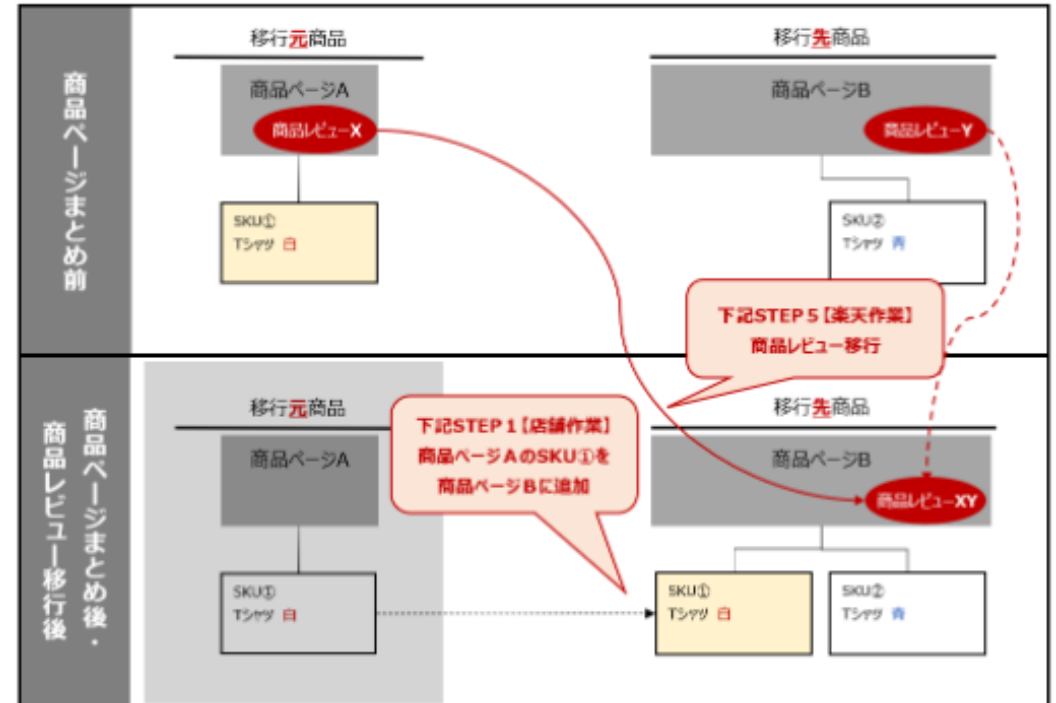 商品ページまとめ前
移行元商品
商品ページA
商品レビューX
SKU①
Tシャツ 白
移行先商品
商品ページB
商品レビューY
SKU②
Tシャツ 青
下記STEP5【楽天作業】
商品レビュー移行
商品ページまとめ後・
商品レビュー移行後
移行元商品
商品ページA
SKU①
Tシャツ 白
下記STEP1【店舗作業】
商品ページAのSKU①を
商品ページBに追加
移行先商品
商品ページB
商品レビューXY
SKU①
Tシャツ 白
SKU②
Tシャツ 青